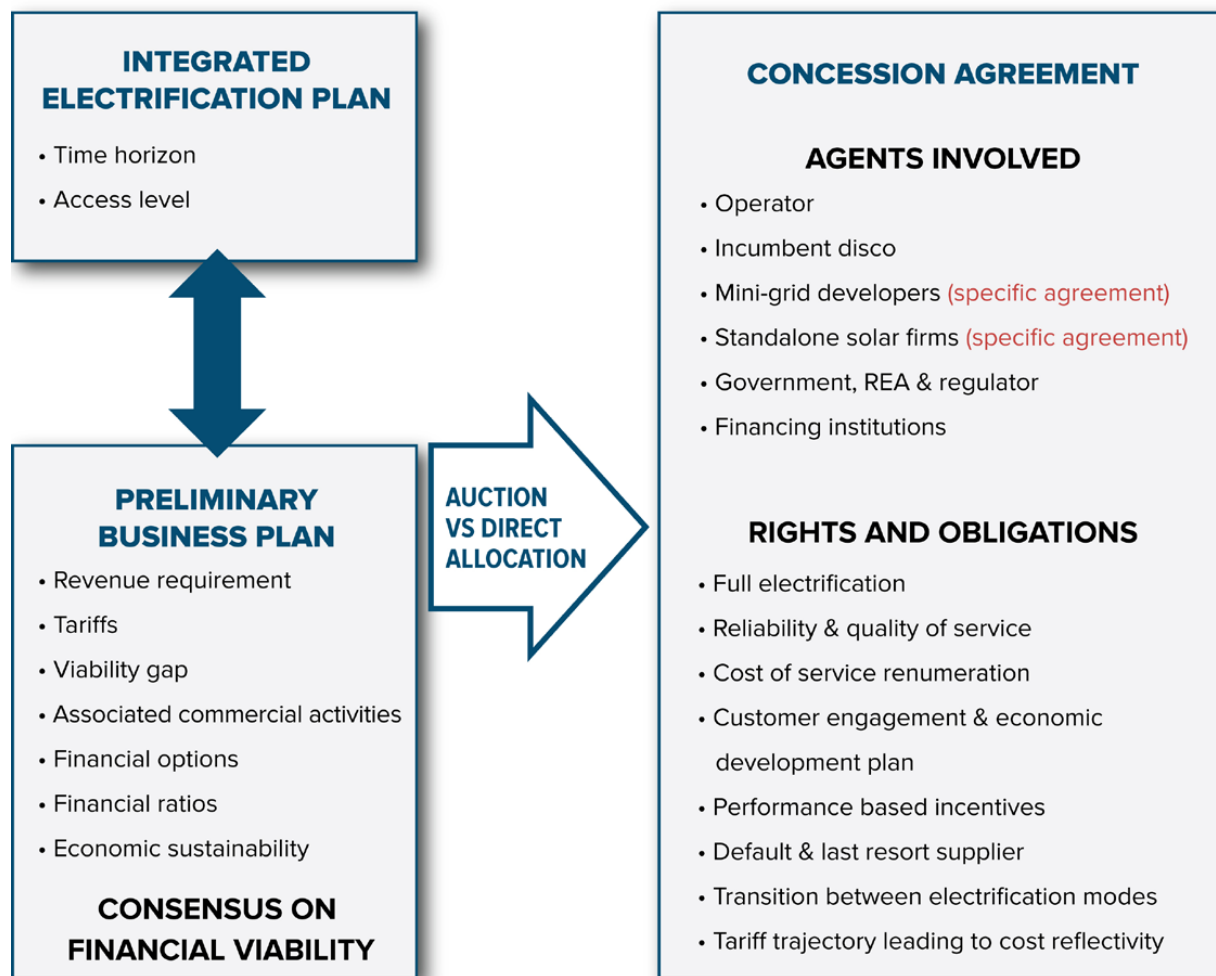 INTEGRATED
ELECTRIFICATION PLAN
• Time horizon
• Access level
PRELIMINARY
BUSINESS PLAN
• Revenue requirement
• Tariffs
• Viability gap
• Associated commercial activities
• Financial options
• Financial ratios
• Economic sustainability
CONSENSUS ON
FINANCIAL VIABILITY
AUCTION
VS DIRECT
ALLOCATION
CONCESSION AGREEMENT
AGENTS INVOLVED
• Operator
• Incumbent disco
• Mini-grid developers (specific agreement)
• Standalone solar firms (specific agreement)
• Government, REA & regulator
• Financing institutions
RIGHTS AND OBLIGATIONS
• Full electrification
• Reliability & quality of service
• Cost of service renumeration
• Customer engagement & economic
development plan
• Performance based incentives
• Default & last resort supplier
• Transition between electrification modes
• Tariff trajectory leading to cost reflectivity